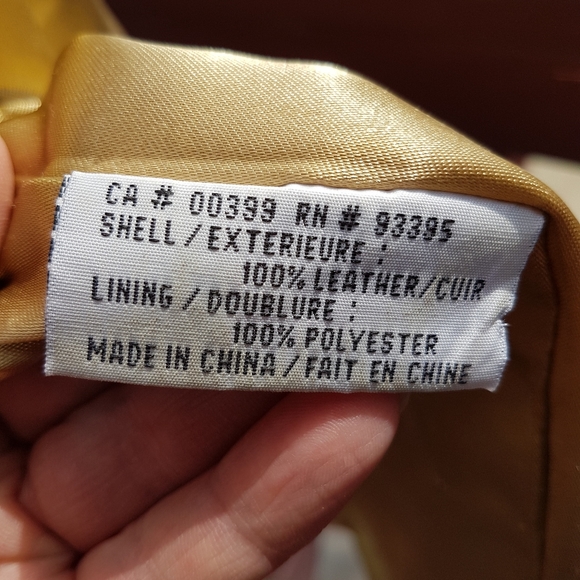 CA # 00399 RN # 93395
SHELL / EXTERIEURE :
100% LEATHER/CUIR
LINING / DOUBLURE :
100% POLYESTER
MADE IN CHINA / FAIT EN CHINE